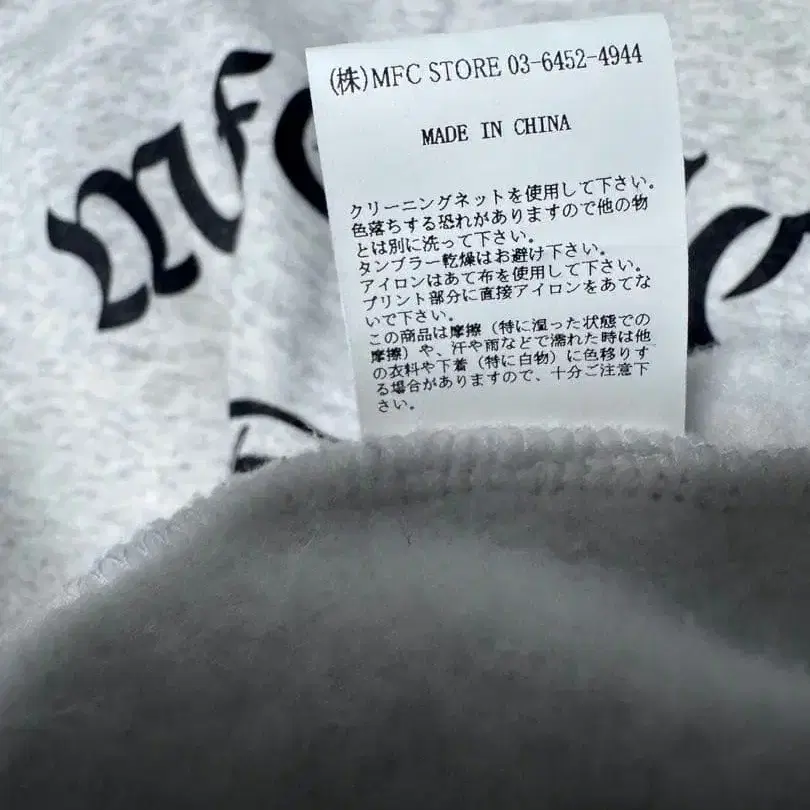 (株)MFC STORE 03-6452-4944
MADE IN CHINA
クリーニングネットを使用して下さい。
色落ちする恐れがありますので他の物
とは別に洗って下さい。
タンブラー乾燥はお避け下さい。
アイロンはあて布を使用して下さい。
プリント部分に直接アイロンをあてな
いで下さい。
この商品は摩擦（特に湿った状態での
摩擦）や、汗や雨などで濡れた時は他
の衣料や下着（特に白物）に色移りす
る場合がありますので、十分ご注意下
さい。
mfc